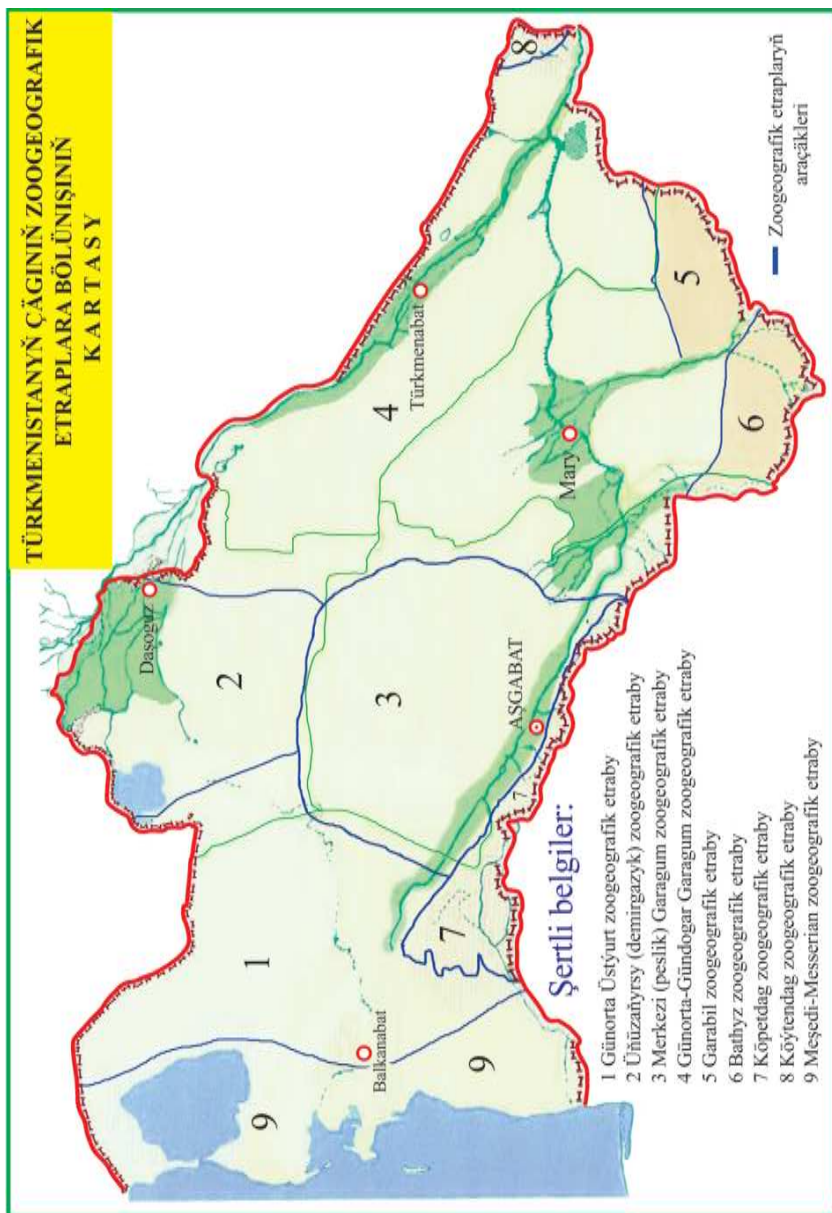 TÜRKMENISTANYŇ ÇÄGINIŇ ZOOGEOGRAFIK
ETRAPLARA BÖLÜNIŞINIŇ
KARTASY
8
Daşoguz
Türkmenabat
4
2
1
3
5
Mary
6
AŞGABAT
7
7
Balkanabat
9
9
Zoogeografik etraplaryň
araçäkleri
Şertli belgiler:
1 Günorta Üstýurt zoogeografik etraby
2 Üňüzaňyrsy (demirgazyk) zoogeografik etraby
3 Merkezi (peslik) Garagum zoogeografik etraby
4 Günorta-Gündogar Garagum zoogeografik etraby
5 Garabil zoogeografik etraby
6 Bathyz zoogeografik etraby
7 Köpetdag zoogeografik etraby
8 Köýtendag zoogeografik etraby
9 Meşedi-Messerian zoogeografik etraby